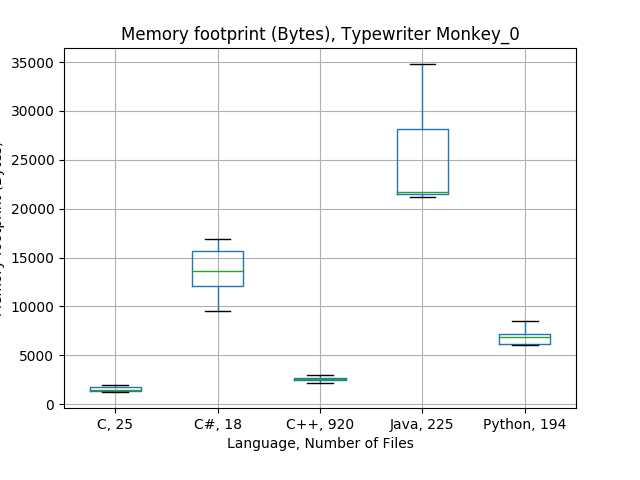 Memory footprint (Bytes), Typewriter Monkey_0
35000
30000
25000
20000
15000
10000
5000
0
C, 25
C#, 18
C++, 920
Java, 225
Python, 194
Language, Number of Files